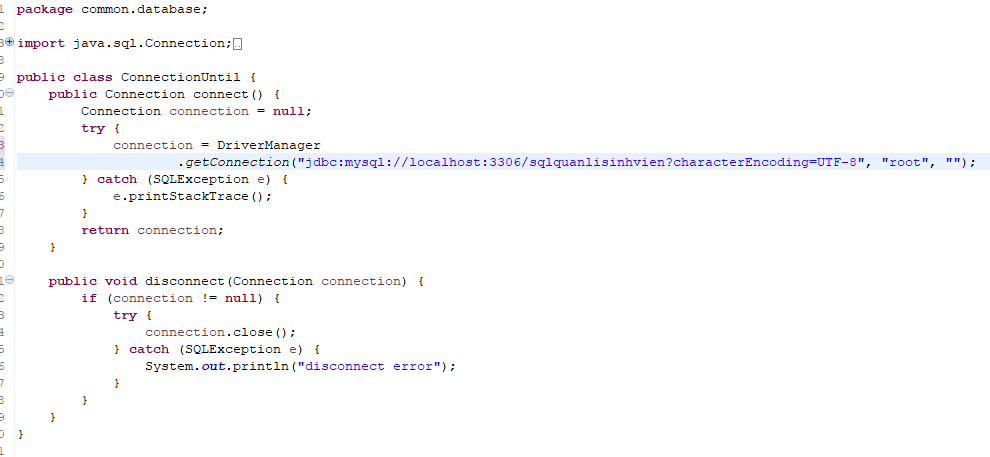 package common.database;
import java.sql.Connection;
public class ConnectionUntil {
    public Connection connect() {
        Connection connection = null;
        try {
            connection = DriverManager
                    .getConnection("jdbc:mysql://localhost:3306/sqlquanlisinhvien?characterEncoding=UTF-8", "root", "");
        } catch (SQLException e) {
            e.printStackTrace();
        }
        return connection;
    }
    public void disconnect(Connection connection) {
        if (connection != null) {
            try {
                connection.close();
            } catch (SQLException e) {
                System.out.println("disconnect error");
            }
        }
    }
}